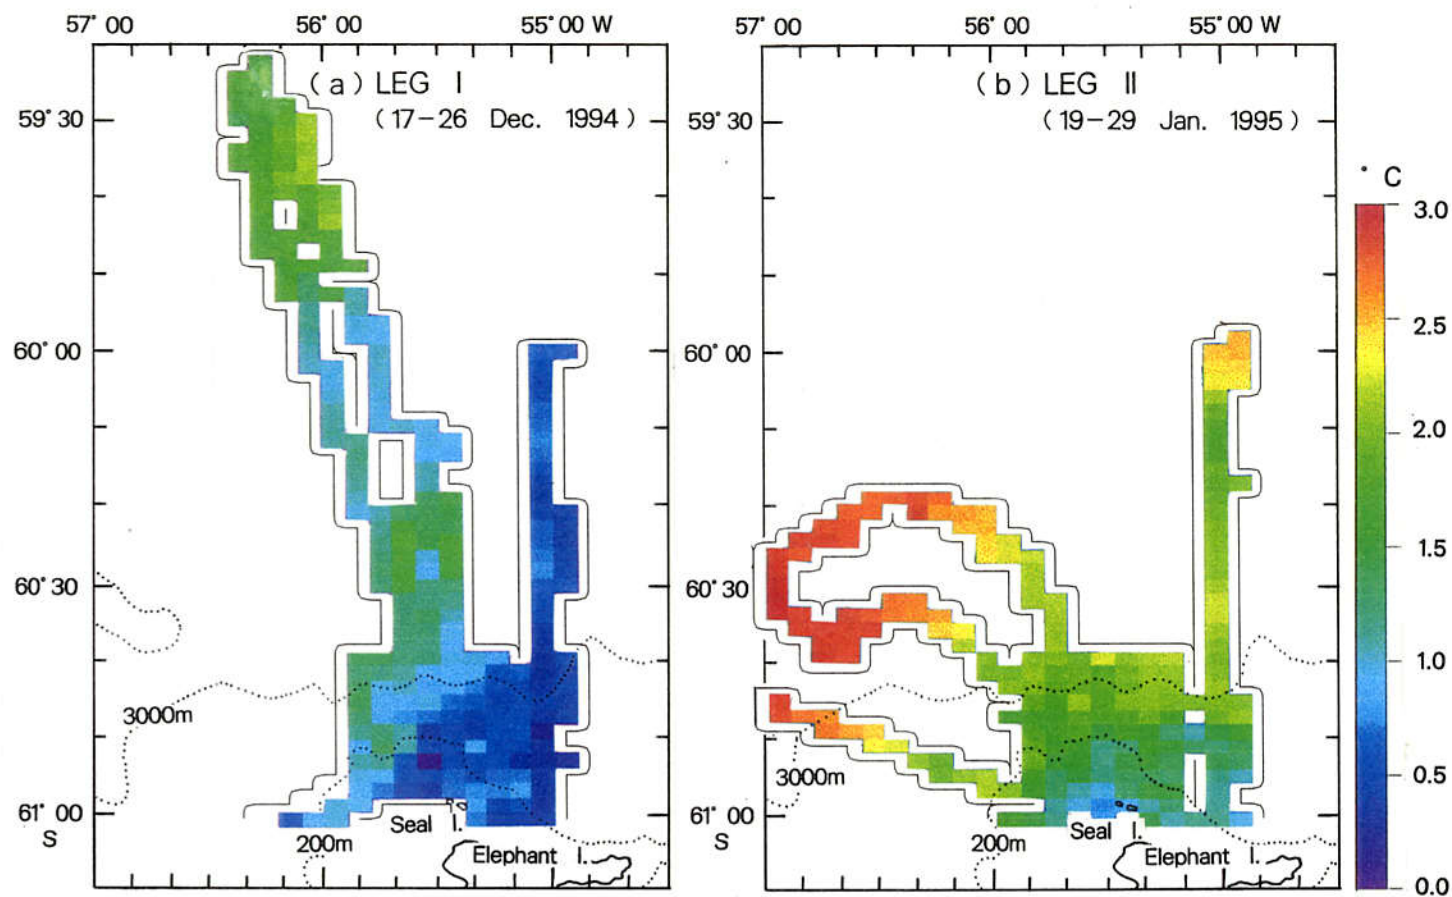 57° 00 56° 00 55° 00 W 57° 00 56° 00 55° 00 W
(a) LEG I
(17-26 Dec. 1994)
(b) LEG II
(19-29 Jan. 1995)
59° 30
60° 00
60° 30
61° 00
S
3000m
200m
Seal I.
Elephant I.
59° 30
60° 00
60° 30
61° 00
S
3000m
200m
Seal I.
Elephant I.
° C
3.0
2.5
2.0
1.5
1.0
0.5
0.0